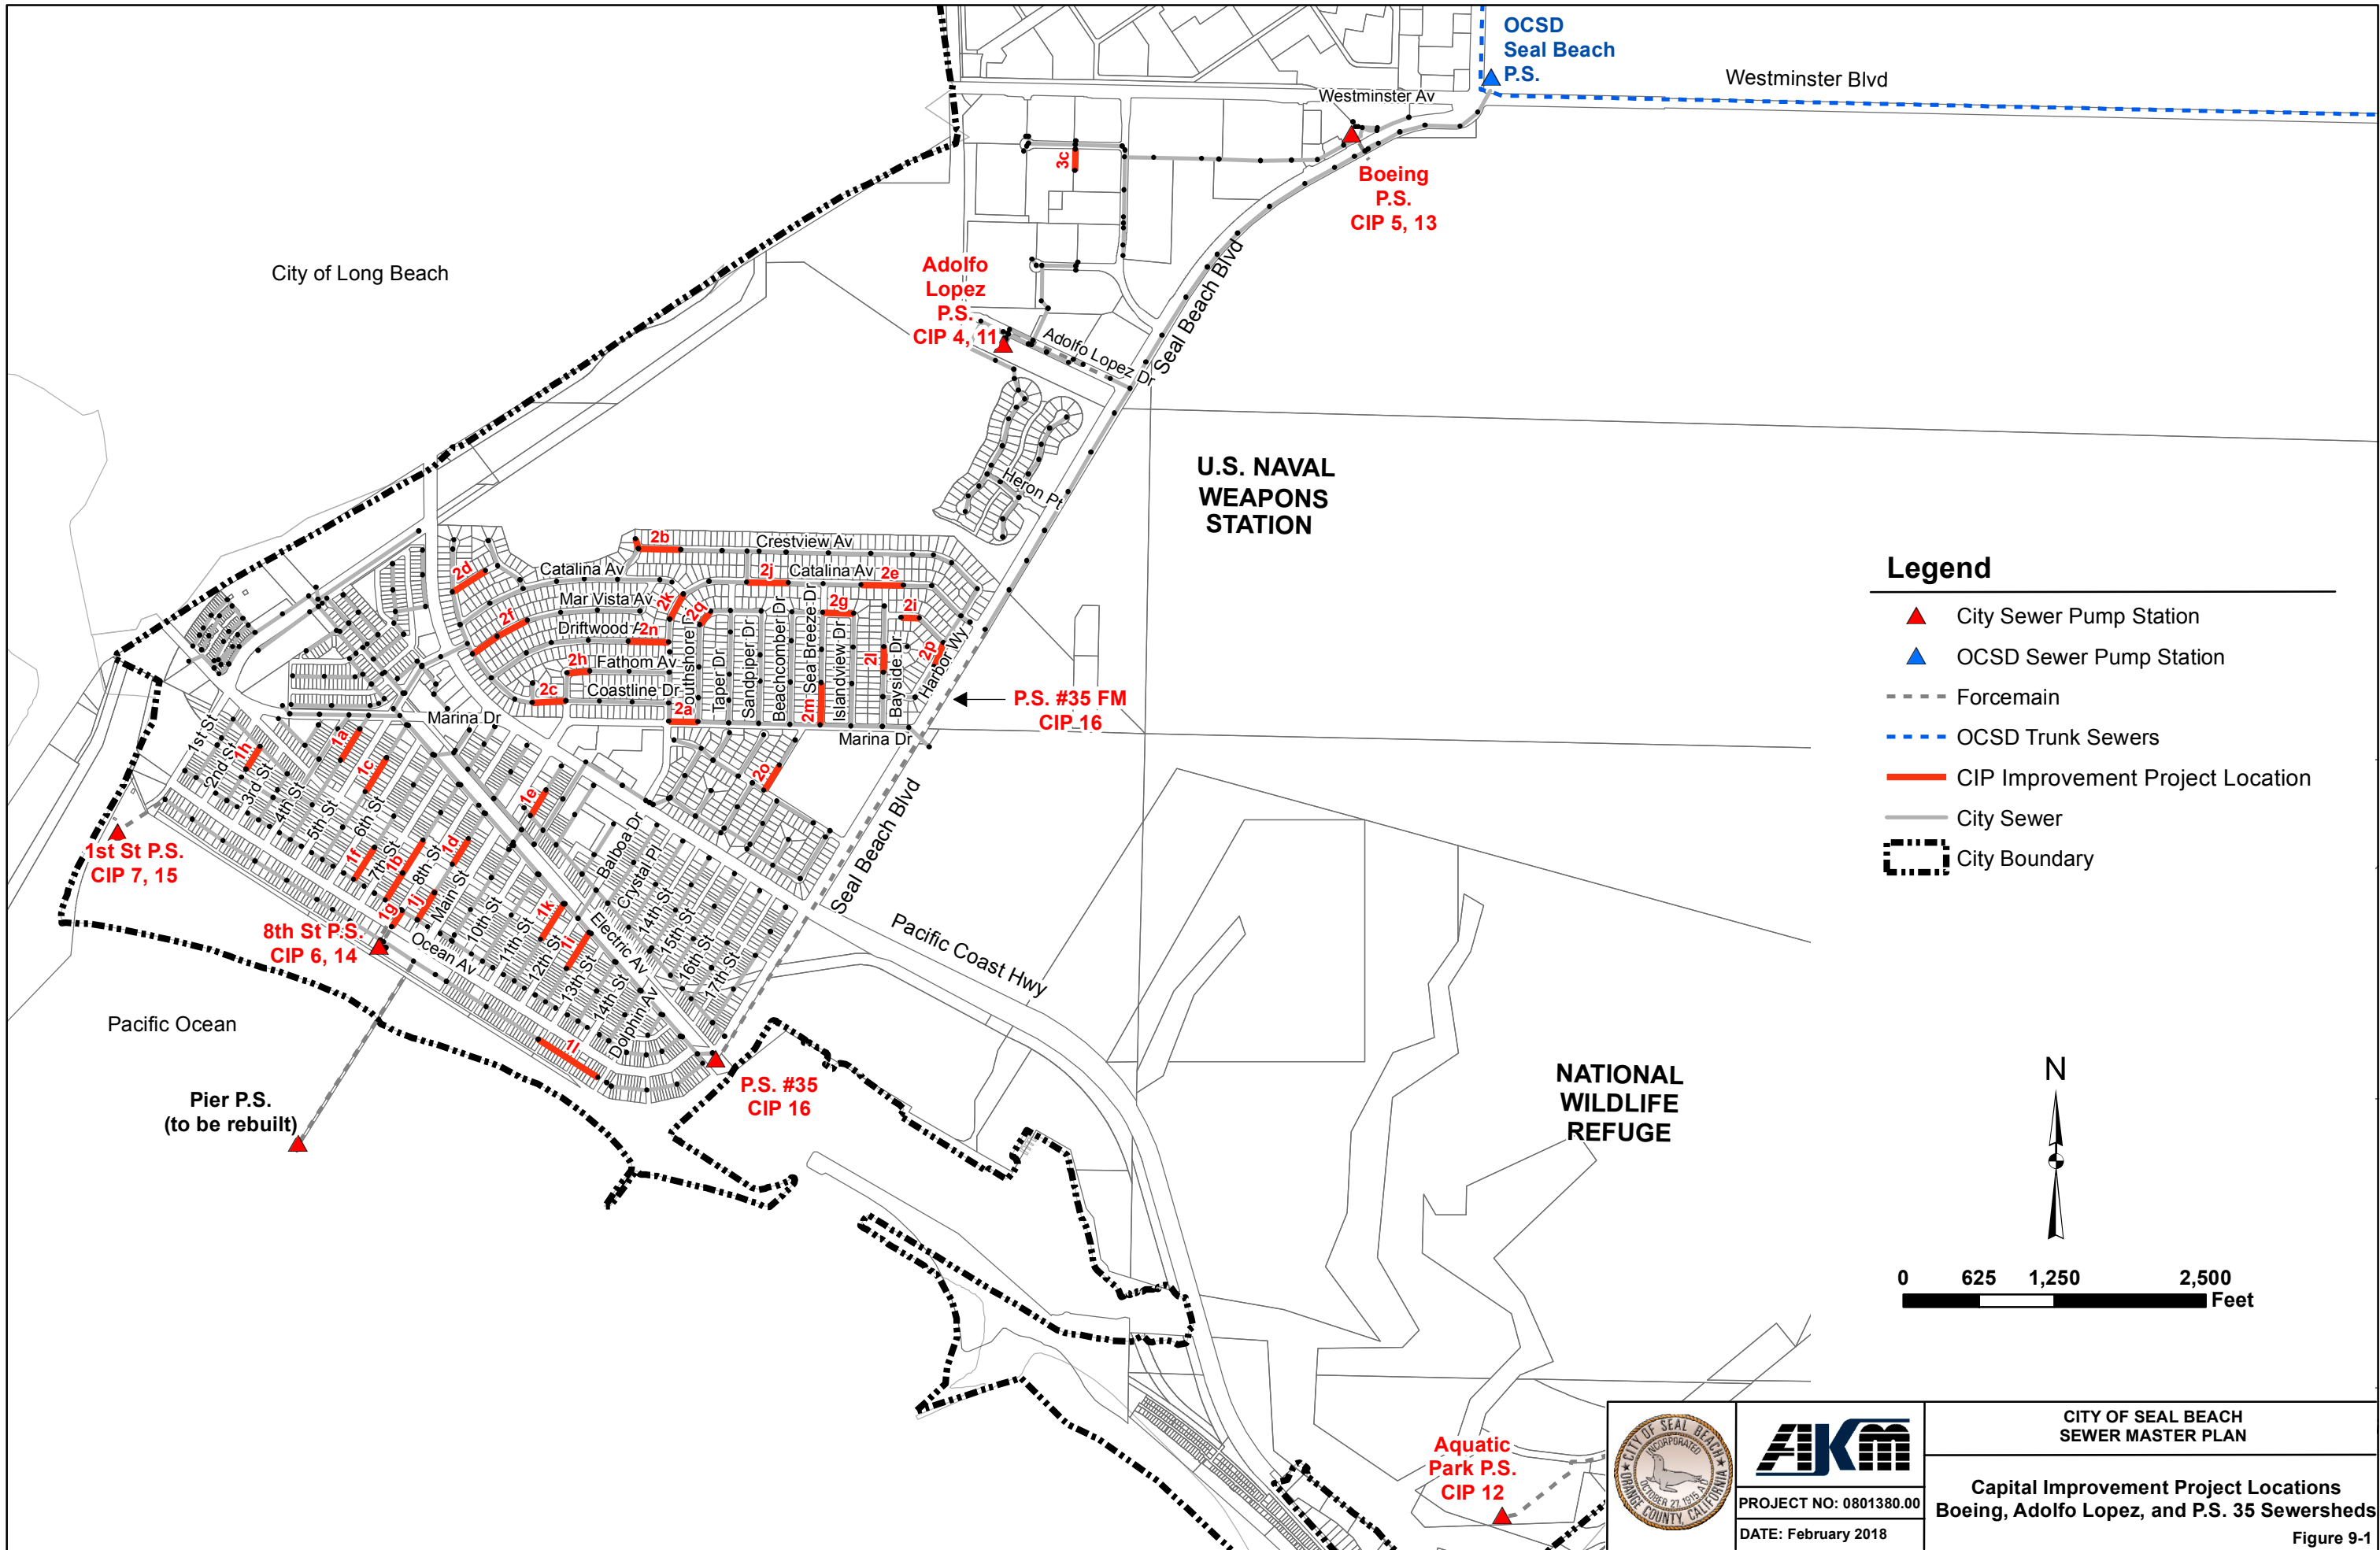 OCSD
Seal Beach
P.S.
Westminster Blvd
Westminster Av
3c
Boeing
P.S.
CIP 5, 13
City of Long Beach
Adolfo
Lopez
P.S.
CIP 4, 11
Adolfo Lopez Dr
Seal Beach Blvd
U.S. NAVAL
WEAPONS
STATION
Heron Pt
2b
Crestview Av
2d
Catalina Av
2j
Catalina Av
2e
Mar Vista Av
2k
2q
2g
2i
2f
Driftwood A
2n
2h
Fathom Av
2c
Coastline Dr
2a
Southshore D
Taper Dr
Sandpiper Dr
Beachcomber Dr
2m
Sea Breeze Dr
Islandview Dr
2l
Bayside Dr
2p
Harbor Wy
P.S. #35 FM
CIP 16
Marina Dr
Marina Dr
2o
1st St
2nd St
1h
3rd St
4th St
5th St
1a
1c
6th St
1e
1f
7th St
1b
8th St
1d
1g
1j
Main St
10th St
11th St
1k
12th St
1i
13th St
14th St
Dolphin Av
Electric Av
Balboa Dr
Crystal Pl
14th St
15th St
16th St
17th St
Ocean Av
1l
Seal Beach Blvd
Pacific Coast Hwy
1st St P.S.
CIP 7, 15
8th St P.S.
CIP 6, 14
Pacific Ocean
Pier P.S.
(to be rebuilt)
P.S. #35
CIP 16
NATIONAL
WILDLIFE
REFUGE
Aquatic
Park P.S.
CIP 12
Legend
City Sewer Pump Station
OCSD Sewer Pump Station
Forcemain
OCSD Trunk Sewers
CIP Improvement Project Location
City Sewer
City Boundary
N
0 625 1,250 2,500
Feet
CITY OF SEAL BEACH
INCORPORATED
OCTOBER 27, 1915 A.D.
ORANGE COUNTY, CALIFORNIA
AKM
PROJECT NO: 0801380.00
DATE: February 2018
CITY OF SEAL BEACH
SEWER MASTER PLAN
Capital Improvement Project Locations
Boeing, Adolfo Lopez, and P.S. 35 Sewersheds
Figure 9-1